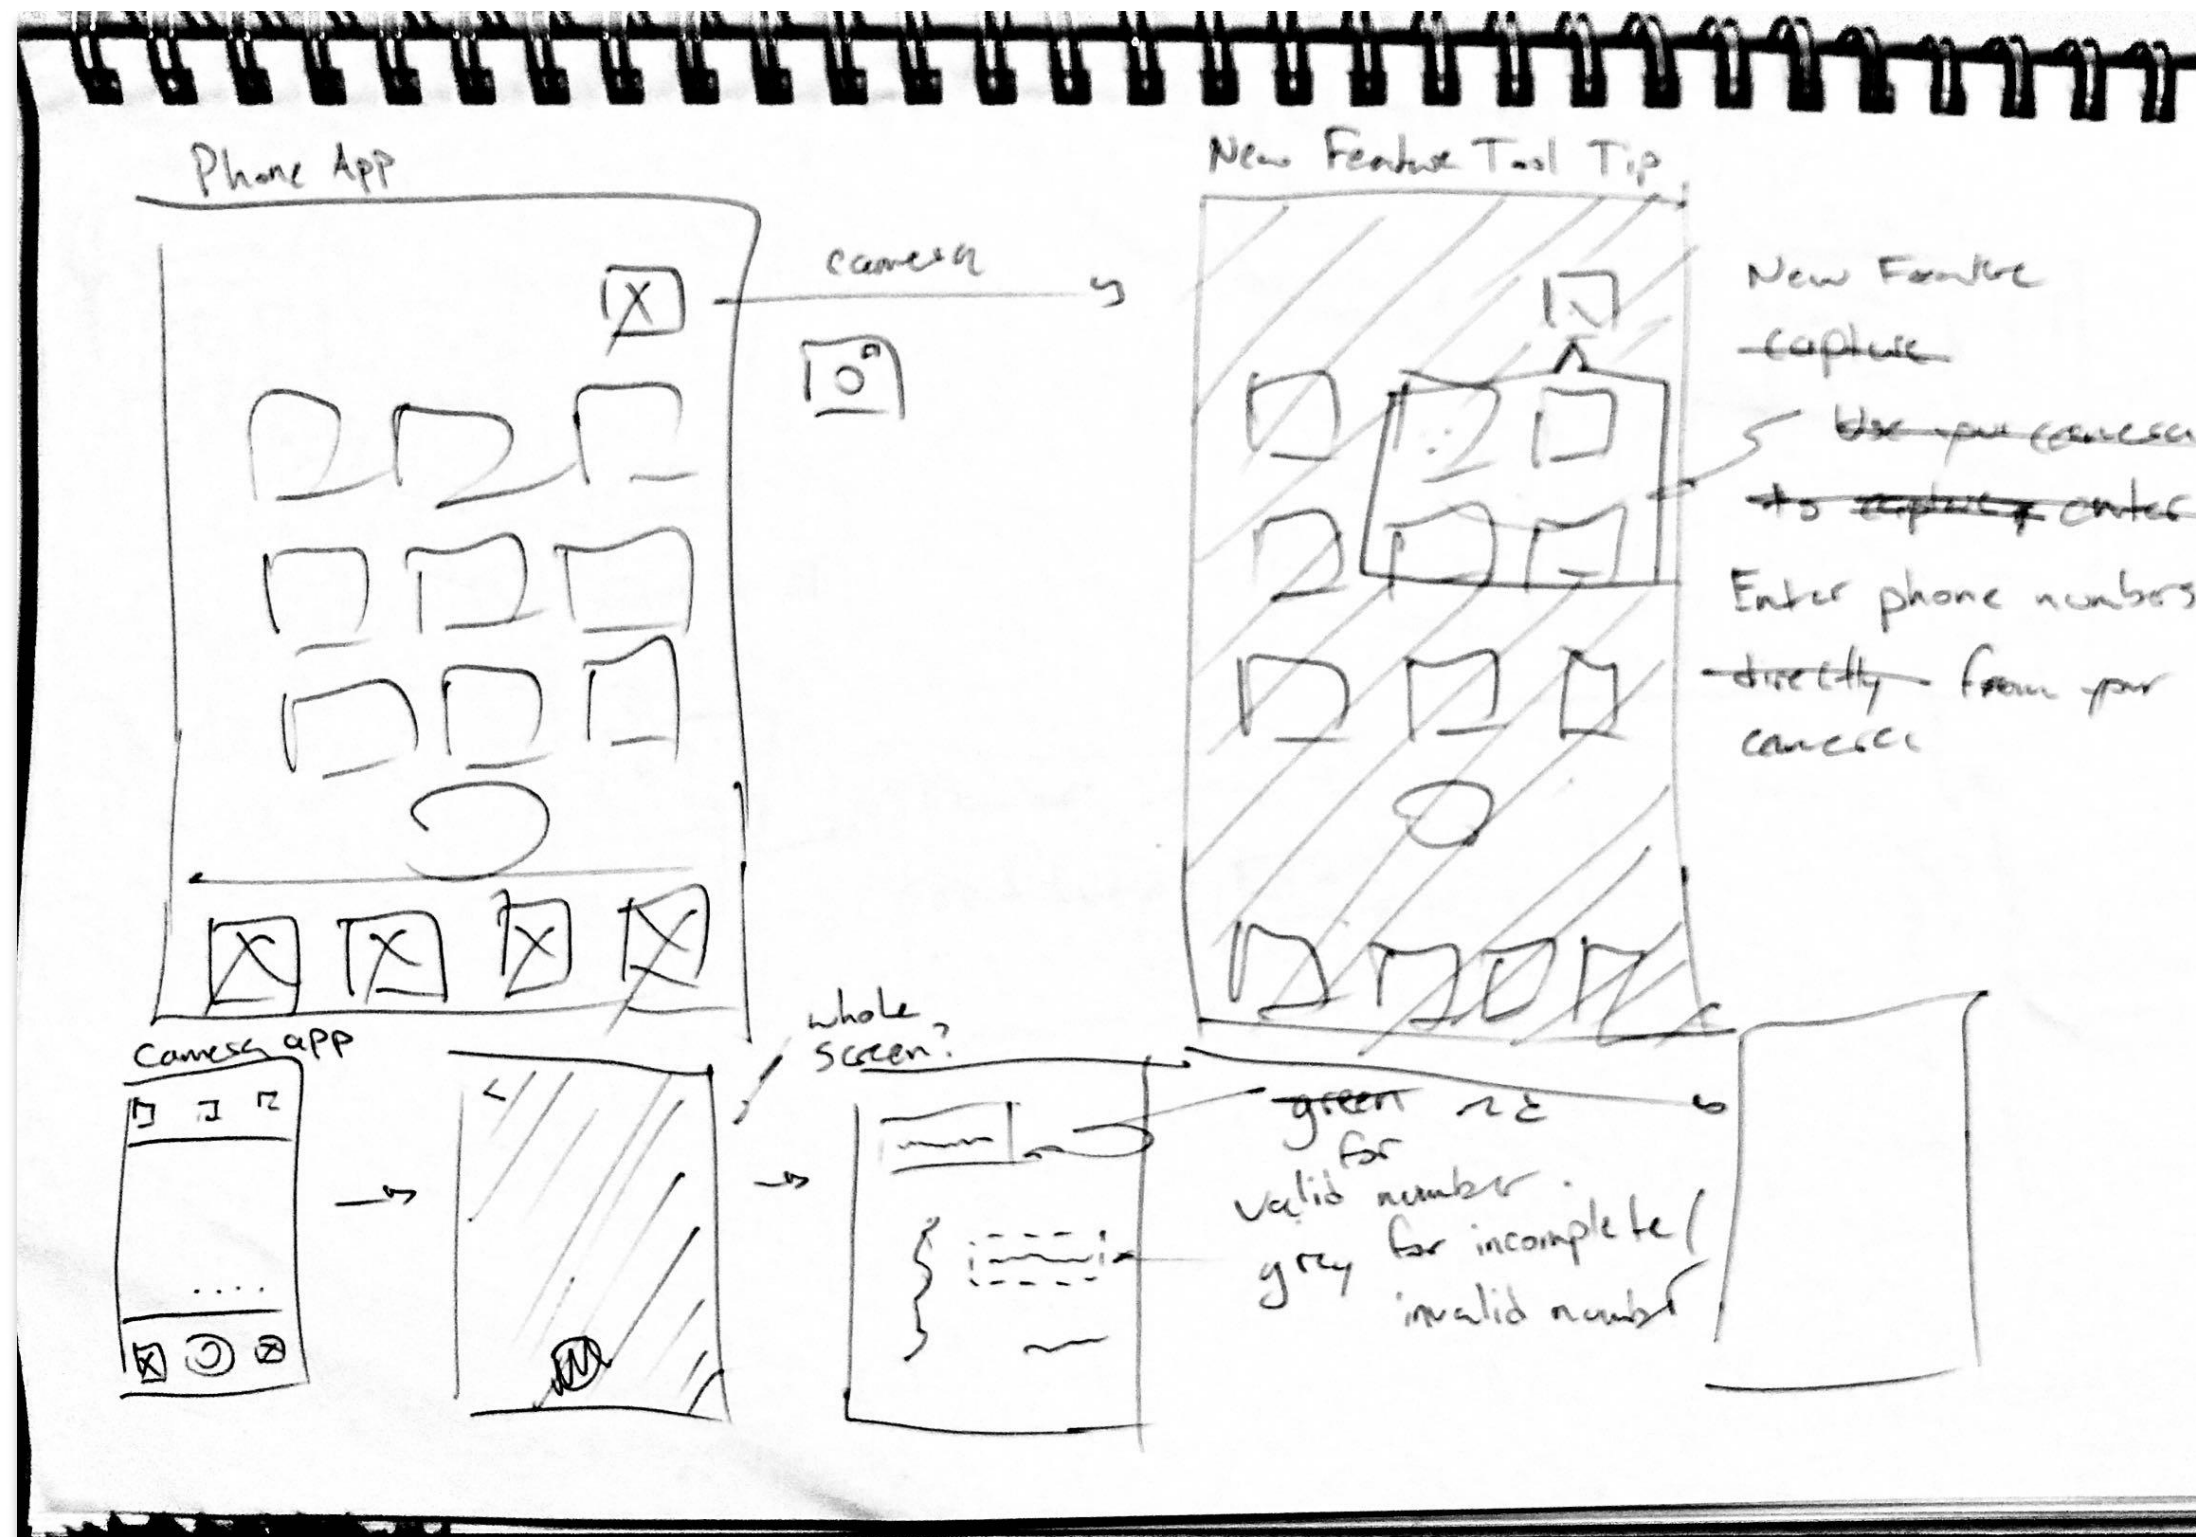 Phone App
New Feature Tool Tip
camera
New Feature
capture
Use your camera
to capture enter
Enter phone numbers
directly from your
camera
Camera app
whole
screen?
green
for
valid number.
grey for incomplete/
invalid number